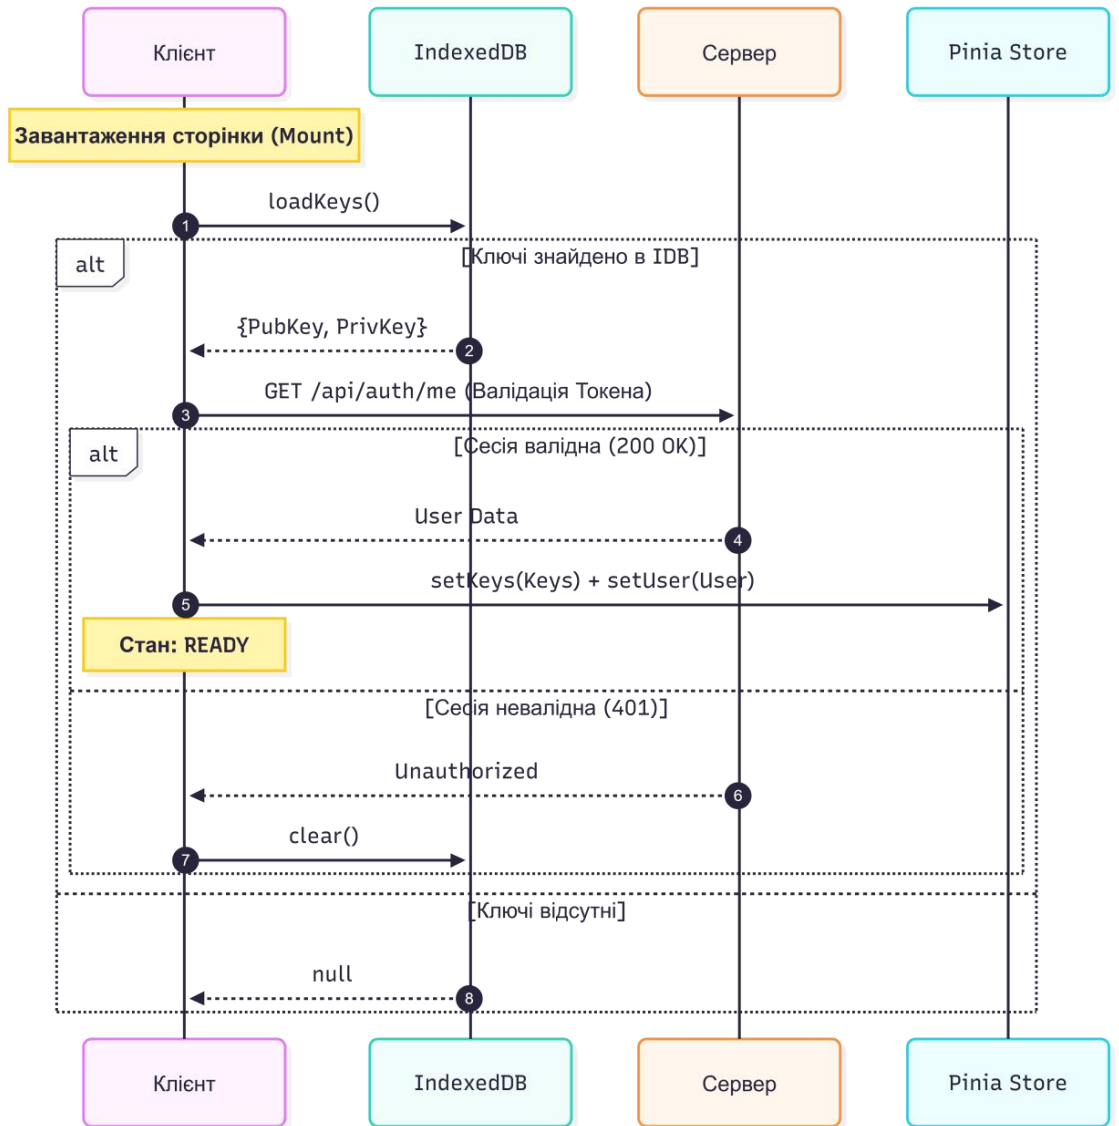 Клієнт
IndexedDB
Сервер
Pinia Store
Завантаження сторінки (Mount)
loadKeys()
1
alt
[Ключі знайдено в IDB]
{PubKey, PrivKey}
2
GET /api/auth/me (Валідація Токена)
3
alt
[Сесія валідна (200 OK)]
User Data
4
setKeys(Keys) + setUser(User)
5
Стан: READY
[Сесія невалідна (401)]
Unauthorized
6
clear()
7
[Ключі відсутні]
null
8
Клієнт
IndexedDB
Сервер
Pinia Store